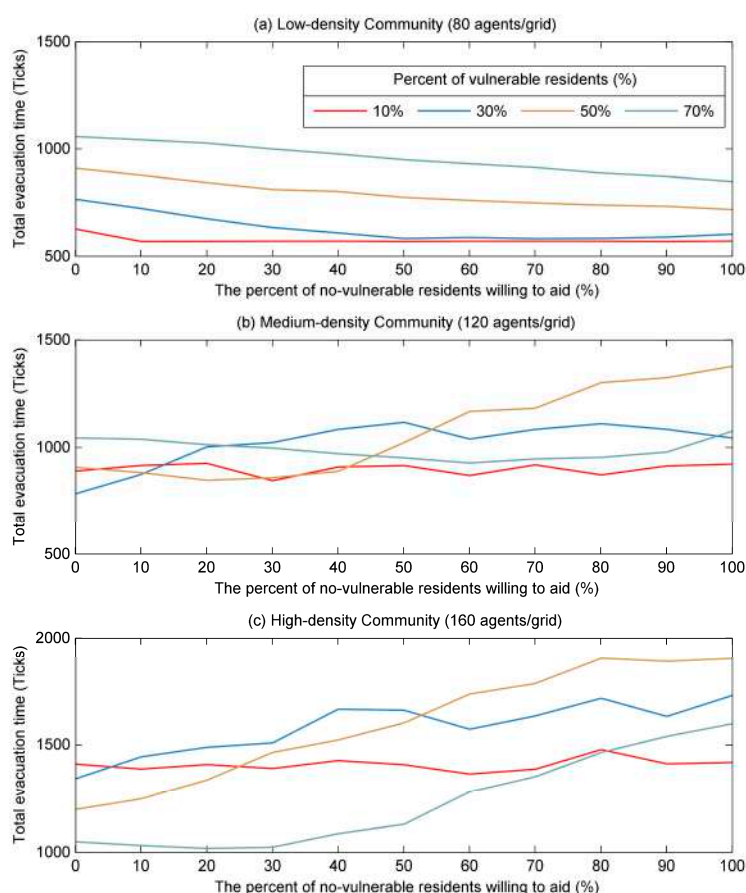 (a) Low-density Community (80 agents/grid)
1500
1000
500
Total evacuation time (Ticks)
Percent of vulnerable residents (%)
10% 30% 50% 70%
0 10 20 30 40 50 60 70 80 90 100
The percent of no-vulnerable residents willing to aid (%)
(b) Medium-density Community (120 agents/grid)
1500
1000
500
Total evacuation time (Ticks)
0 10 20 30 40 50 60 70 80 90 100
The percent of no-vulnerable residents willing to aid (%)
(c) High-density Community (160 agents/grid)
2000
1500
1000
Total evacuation time (Ticks)
0 10 20 30 40 50 60 70 80 90 100
The percent of no-vulnerable residents willing to aid (%)